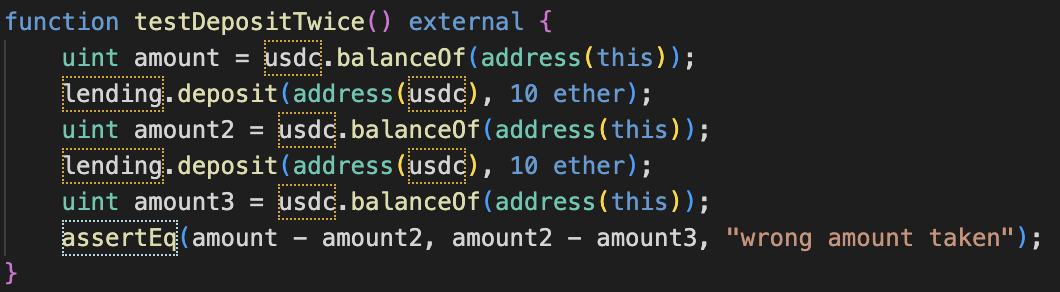 function testDepositTwice() external {
uint amount = usdc.balanceOf(address(this));
lending.deposit(address(usdc), 10 ether);
uint amount2 = usdc.balanceOf(address(this));
lending.deposit(address(usdc), 10 ether);
uint amount3 = usdc.balanceOf(address(this));
assertEq(amount - amount2, amount2 - amount3, "wrong amount taken");
}